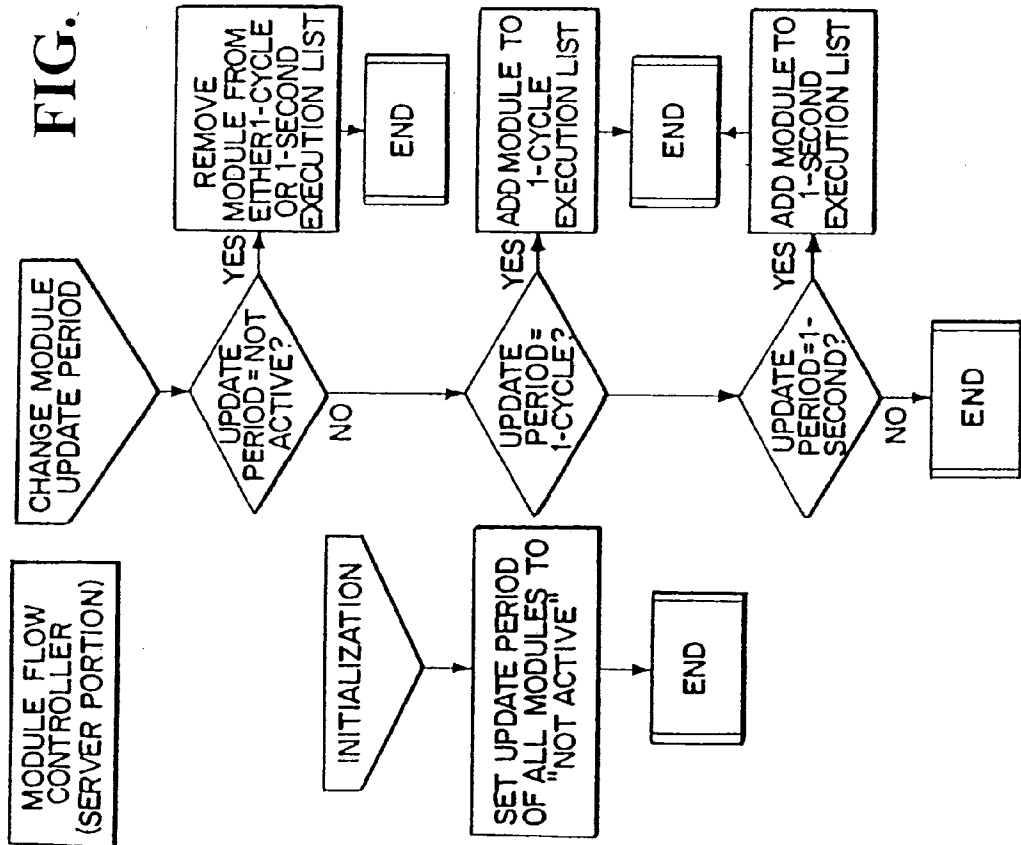 FIG.
MODULE FLOW
CONTROLLER
(SERVER PORTION)
INITIALIZATION
SET UPDATE PERIOD
OF ALL MODULES TO
"NOT ACTIVE"
END
CHANGE MODULE
UPDATE PERIOD
UPDATE
PERIOD=NOT
ACTIVE?
YES
NO
REMOVE
MODULE FROM
EITHER 1-CYCLE
OR 1-SECOND
EXECUTION LIST
END
UPDATE
PERIOD=
1-CYCLE?
YES
ADD MODULE TO
1-CYCLE
EXECUTION LIST
END
UPDATE
PERIOD=1-
SECOND?
YES
NO
ADD MODULE TO
1-SECOND
EXECUTION LIST
END